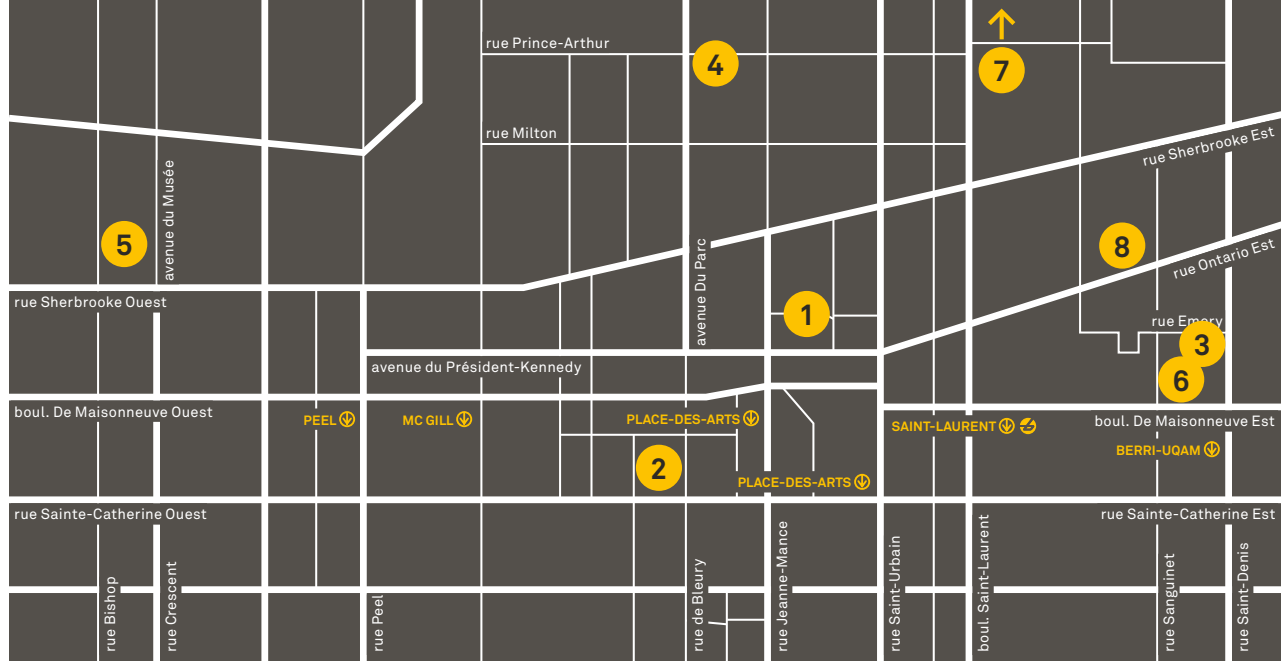 rue Prince-Arthur
4
7
rue Milton
rue Sherbrooke Est
avenue du Musée
5
8
avenue Du Parc
rue Ontario Est
rue Sherbrooke Ouest
1
rue Emery
3
avenue du Président-Kennedy
6
boul. De Maisonneuve Ouest
PEEL
MC GILL
PLACE-DES-ARTS
SAINT-LAURENT
boul. De Maisonneuve Est
BERRI-UQAM
2
PLACE-DES-ARTS
rue Sainte-Catherine Ouest
rue Sainte-Catherine Est
rue Bishop
rue Crescent
rue Peel
rue de Bleury
rue Jeanne-Mance
rue Saint-Urbain
boul. Saint-Laurent
rue Sanguinet
rue Saint-Denis